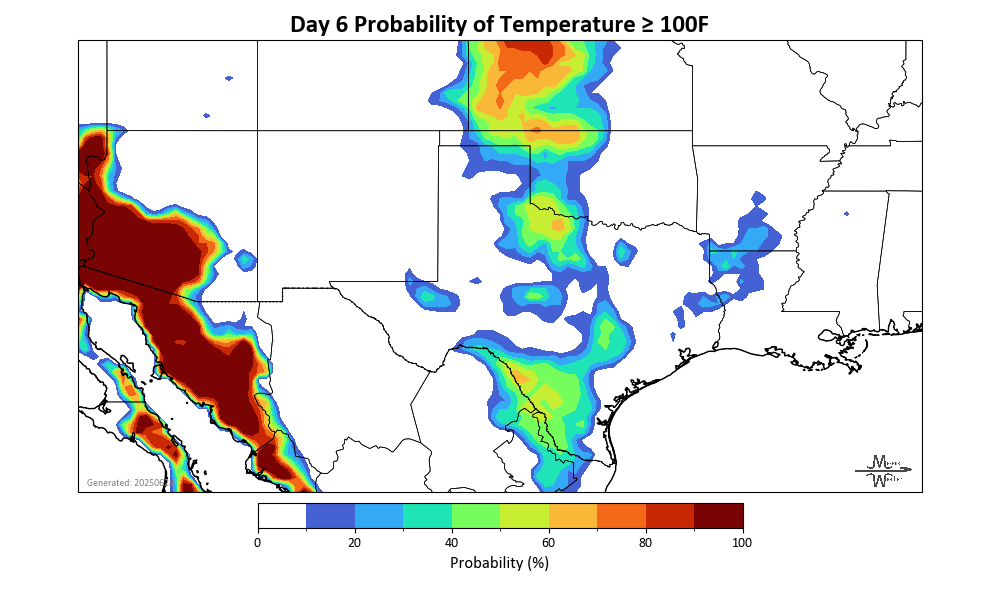 Day 6 Probability of Temperature ≥ 100F
Generated: 202506
0 20 40 60 80 100
Probability (%)